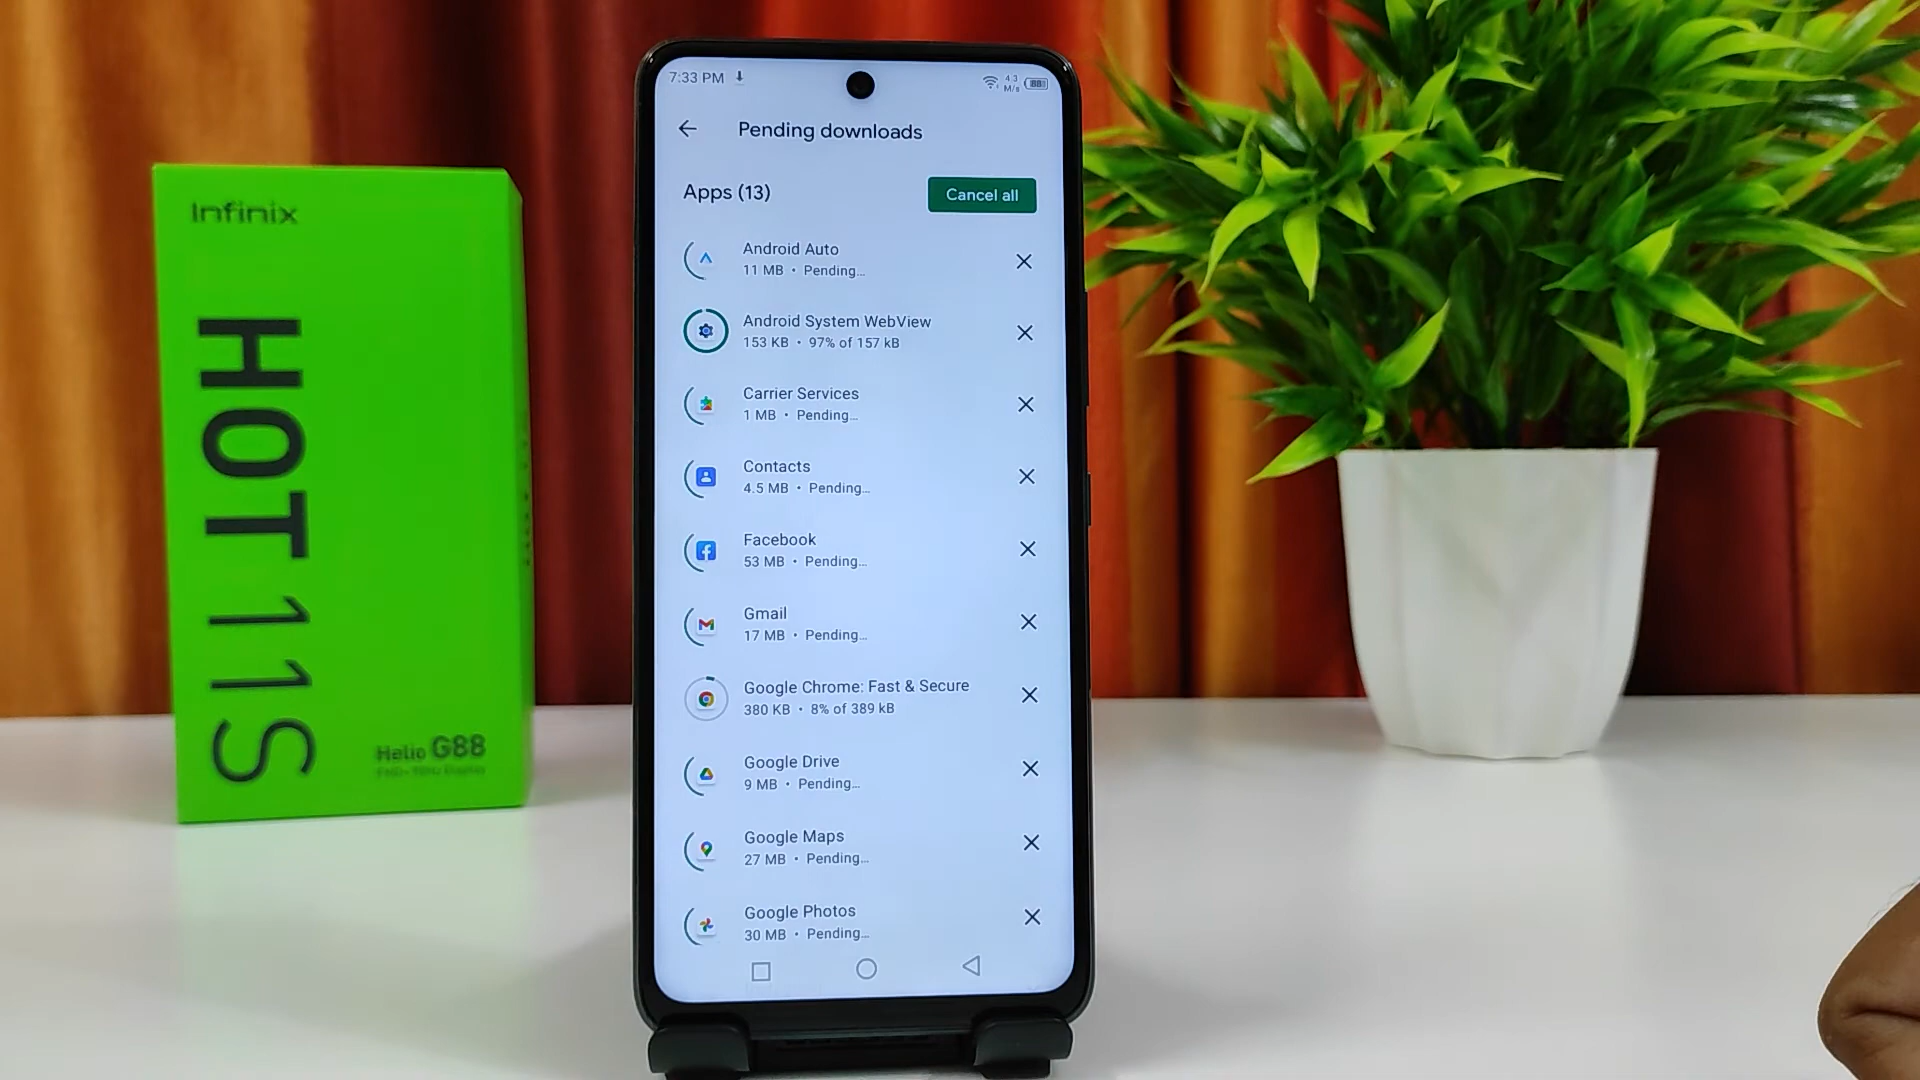 Infinix
HOT 11S
Helio G88
7:33 PM
4.3
M/s
88
Pending downloads
Apps (13)
Cancel all
Android Auto
11 MB • Pending...
Android System WebView
153 KB • 97% of 157 kB
Carrier Services
1 MB • Pending...
Contacts
4.5 MB • Pending...
Facebook
53 MB • Pending...
Gmail
17 MB • Pending...
Google Chrome: Fast & Secure
380 KB • 8% of 389 kB
Google Drive
9 MB • Pending...
Google Maps
27 MB • Pending...
Google Photos
30 MB • Pending...